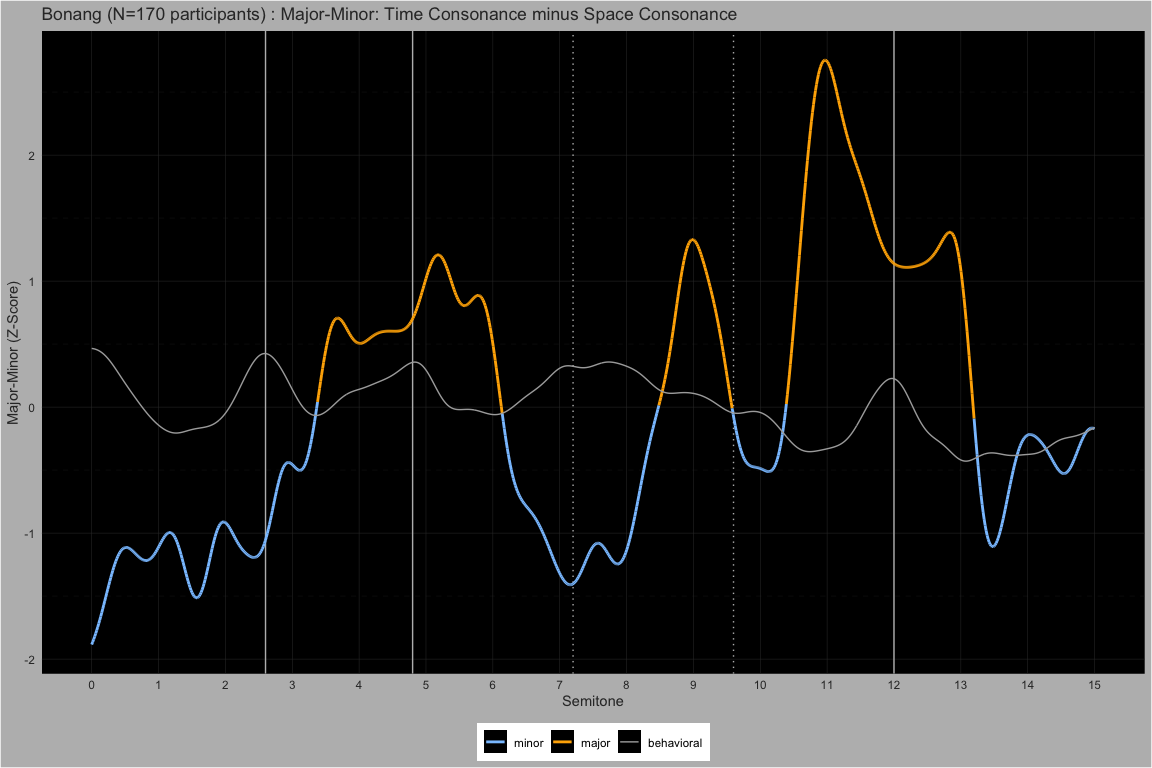 Bonang (N=170 participants) : Major-Minor: Time Consonance minus Space Consonance
Major-Minor (Z-Score)
2
1
0
-1
-2
0 1 2 3 4 5 6 7 8 9 10 11 12 13 14 15
Semitone
minor major behavioral